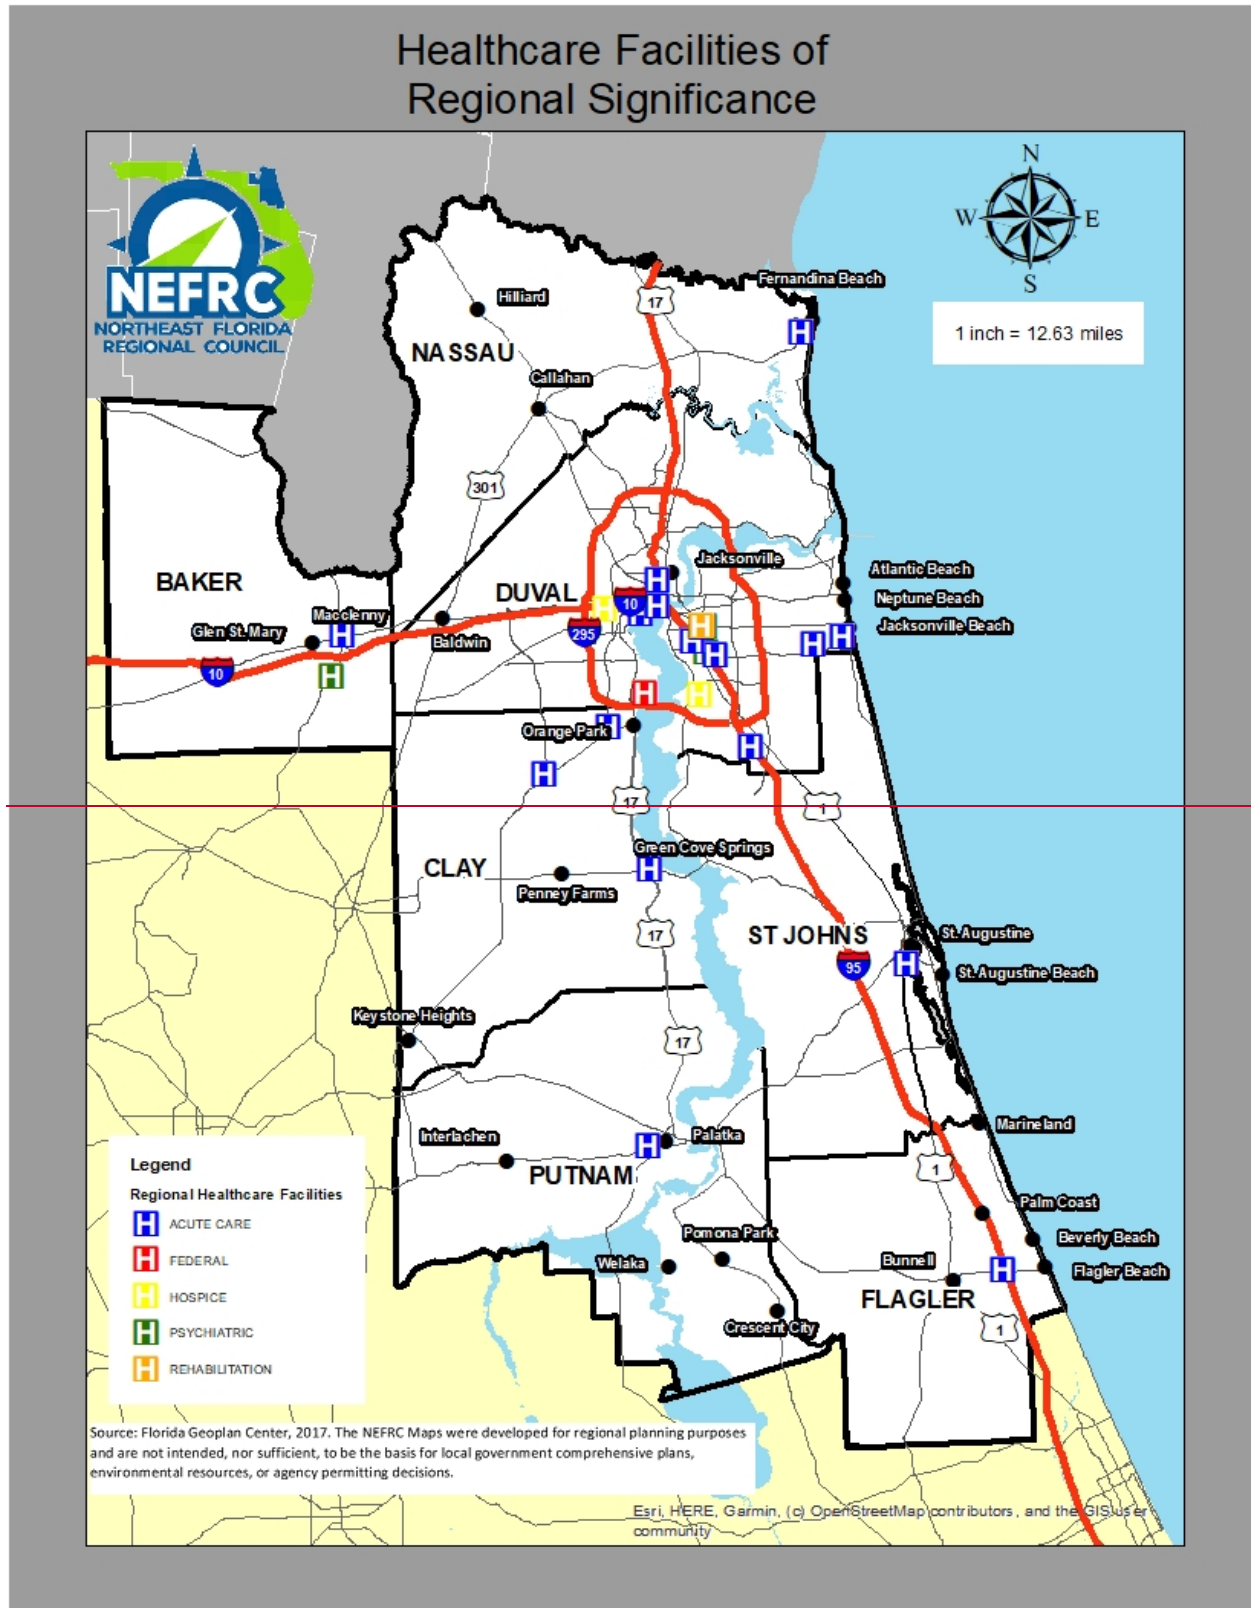 Healthcare Facilities of
Regional Significance
NEFRC
NORTHEAST FLORIDA
REGIONAL COUNCIL
N
W E
S
1 inch = 12.63 miles
Fernandina Beach
Hilliard
17
H
NASSAU
Callahan
301
Jacksonville
Atlantic Beach
BAKER
H
DUVAL
H
10
H
H
Neptune Beach
Macclenny
H
Glen St. Mary
Baldwin
295
H
H
H
H
H
Jacksonville Beach
10
H
H
H
Orange Park
H
H
H
17
1
Green Cove Springs
CLAY
H
Penney Farms
17
ST JOHNS
St. Augustine
95
H
St. Augustine Beach
Keystone Heights
17
Interlachen
H
Palatka
Marineland
PUTNAM
1
Palm Coast
Pomona Park
Beverly Beach
Welaka
Bunnell
H
Flagler Beach
FLAGLER
Crescent City
1
Legend
Regional Healthcare Facilities
H ACUTE CARE
H FEDERAL
H HOSPICE
H PSYCHIATRIC
H REHABILITATION
Source: Florida Geoplan Center, 2017. The NEFRC Maps were developed for regional planning purposes
and are not intended, nor sufficient, to be the basis for local government comprehensive plans,
environmental resources, or agency permitting decisions.
Esri, HERE, Garmin, (c) OpenStreetMap contributors, and the GIS user
community